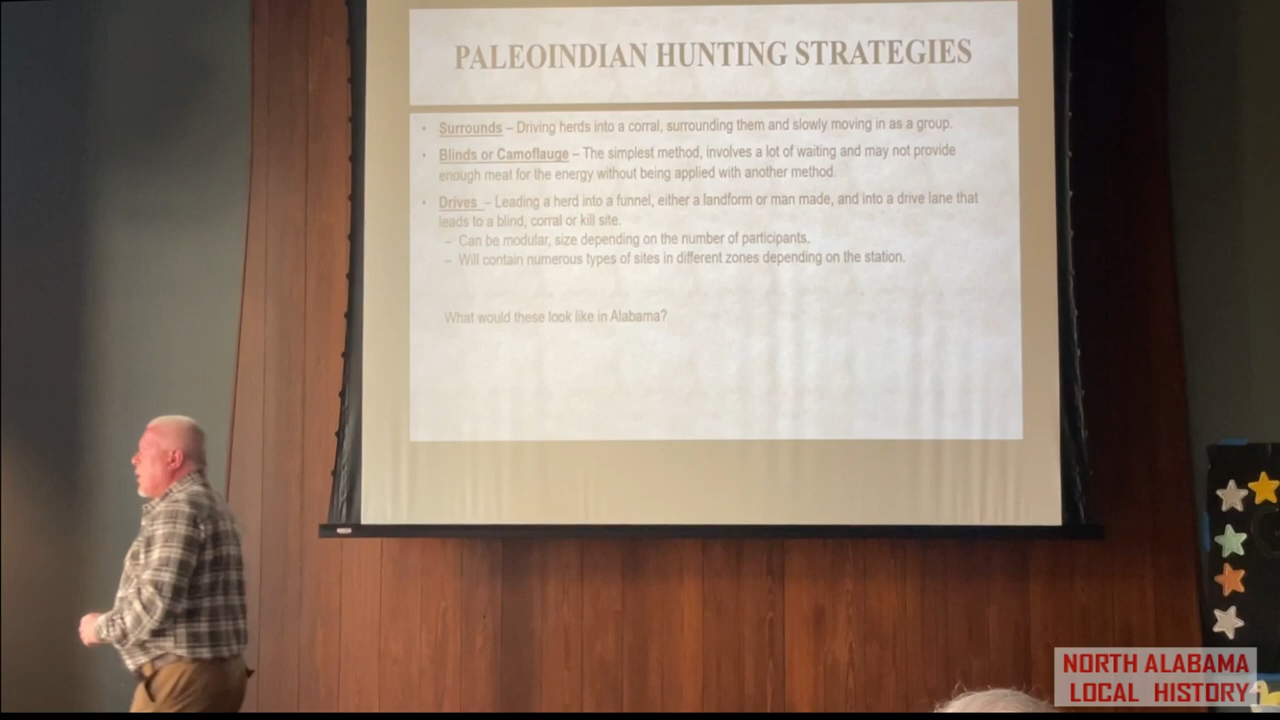 PALEOINDIAN HUNTING STRATEGIES
• Surrounds – Driving herds into a corral, surrounding them and slowly moving in as a group.
• Blinds or Camoflauge – The simplest method, involves a lot of waiting and may not provide
enough meat for the energy without being applied with another method.
• Drives – Leading a herd into a funnel, either a landform or man made, and into a drive lane that
leads to a blind, corral or kill site.
– Can be modular, size depending on the number of participants.
– Will contain numerous types of sites in different zones depending on the station.
What would these look like in Alabama?
NORTH ALABAMA
LOCAL HISTORY